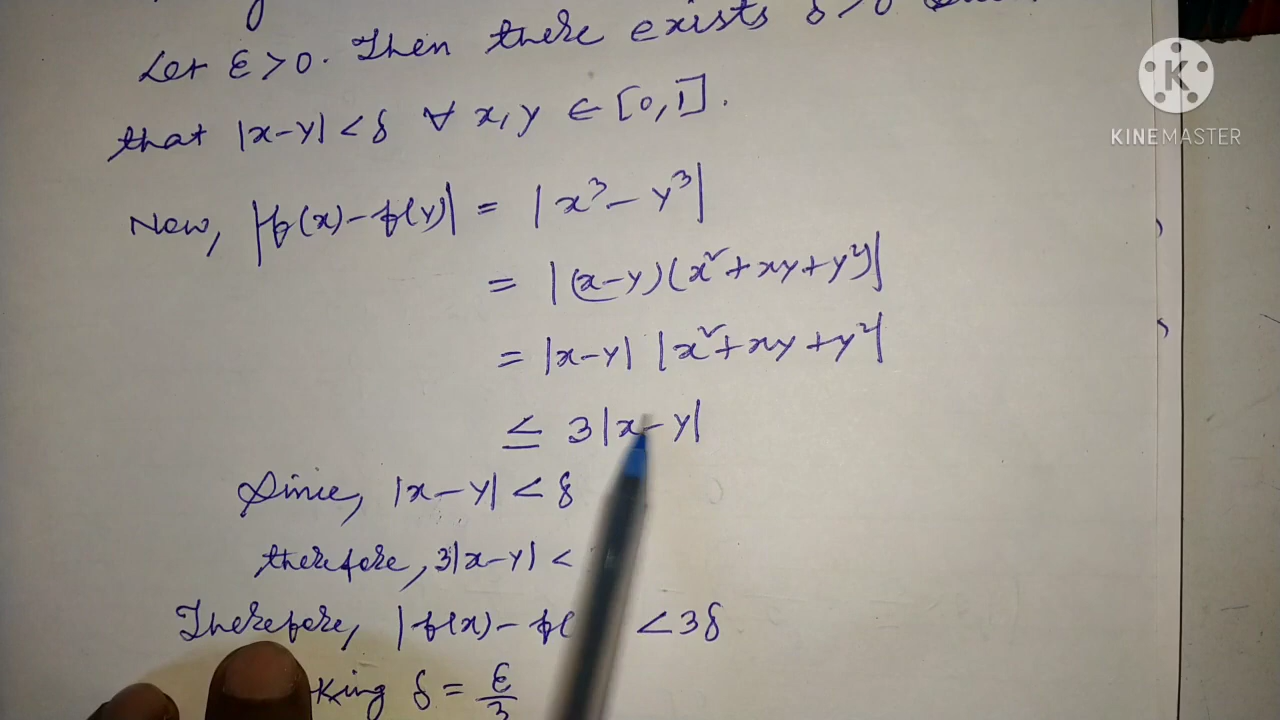 Let ε > 0. Then there exists δ > 0
that |x-y| < δ ∀ x, y ∈ [0, 1].
Now, |f(x) - f(y)| = |x³ - y³|
= |(x-y)(x²+xy+y²)|
= |x-y| |x²+xy+y²|
≤ 3|x-y|
Since, |x-y| < δ
therefore, 3|x-y| <
Therefore, |f(x) - f( < 3δ
king δ = ε/3
K
KINEMASTER